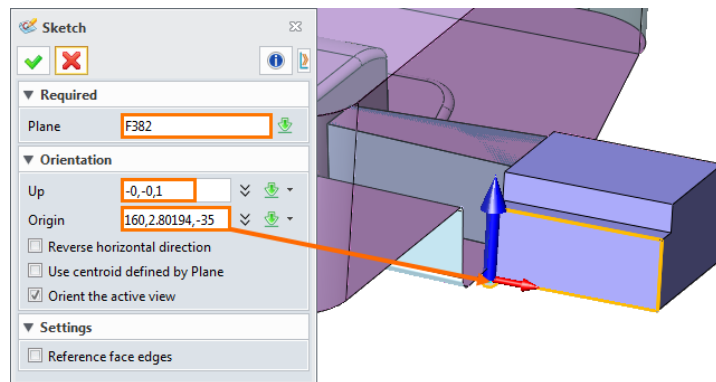 Sketch
Required
Plane F382
Orientation
Up -0,-0,1
Origin 160,2.80194,-35
Reverse horizontal direction
Use centroid defined by Plane
Orient the active view
Settings
Reference face edges